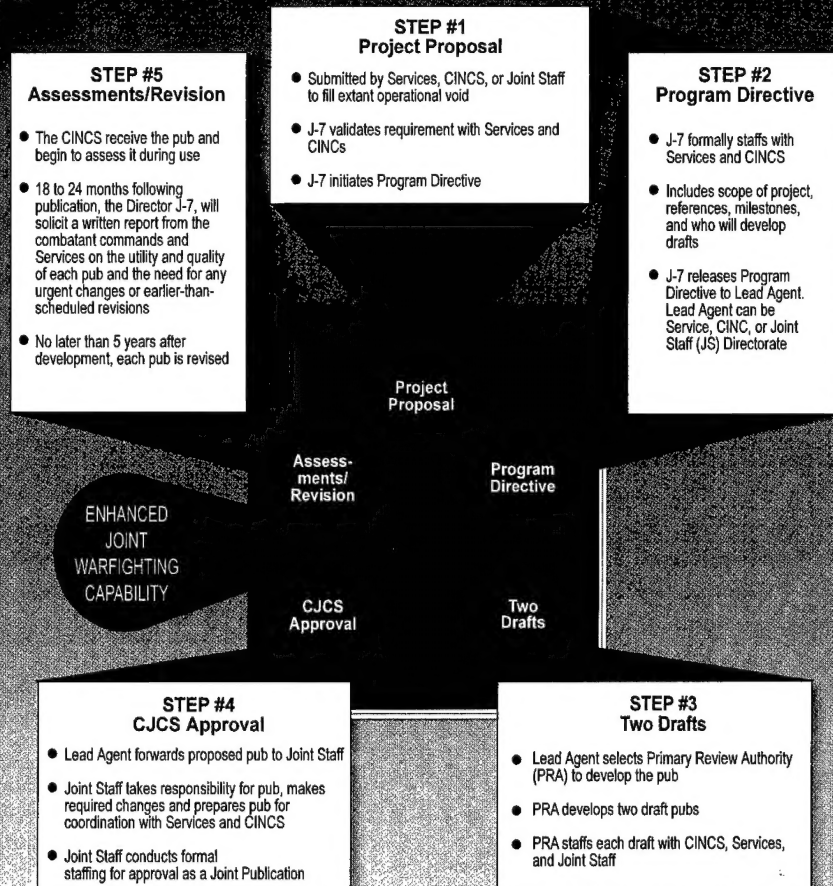 STEP #1
Project Proposal
● Submitted by Services, CINCS, or Joint Staff
to fill extant operational void
● J-7 validates requirement with Services and
CINCs
● J-7 initiates Program Directive
STEP #5
Assessments/Revision
● The CINCS receive the pub and
begin to assess it during use
● 18 to 24 months following
publication, the Director J-7, will
solicit a written report from the
combatant commands and
Services on the utility and quality
of each pub and the need for any
urgent changes or earlier-than-
scheduled revisions
● No later than 5 years after
development, each pub is revised
STEP #2
Program Directive
● J-7 formally staffs with
Services and CINCS
● Includes scope of project,
references, milestones,
and who will develop
drafts
● J-7 releases Program
Directive to Lead Agent.
Lead Agent can be
Service, CINC, or Joint
Staff (JS) Directorate
Project
Proposal
Assess-
ments/
Revision
Program
Directive
ENHANCED
JOINT
WARFIGHTING
CAPABILITY
CJCS
Approval
Two
Drafts
STEP #4
CJCS Approval
● Lead Agent forwards proposed pub to Joint Staff
● Joint Staff takes responsibility for pub, makes
required changes and prepares pub for
coordination with Services and CINCS
● Joint Staff conducts formal
staffing for approval as a Joint Publication
STEP #3
Two Drafts
● Lead Agent selects Primary Review Authority
(PRA) to develop the pub
● PRA develops two draft pubs
● PRA staffs each draft with CINCS, Services,
and Joint Staff